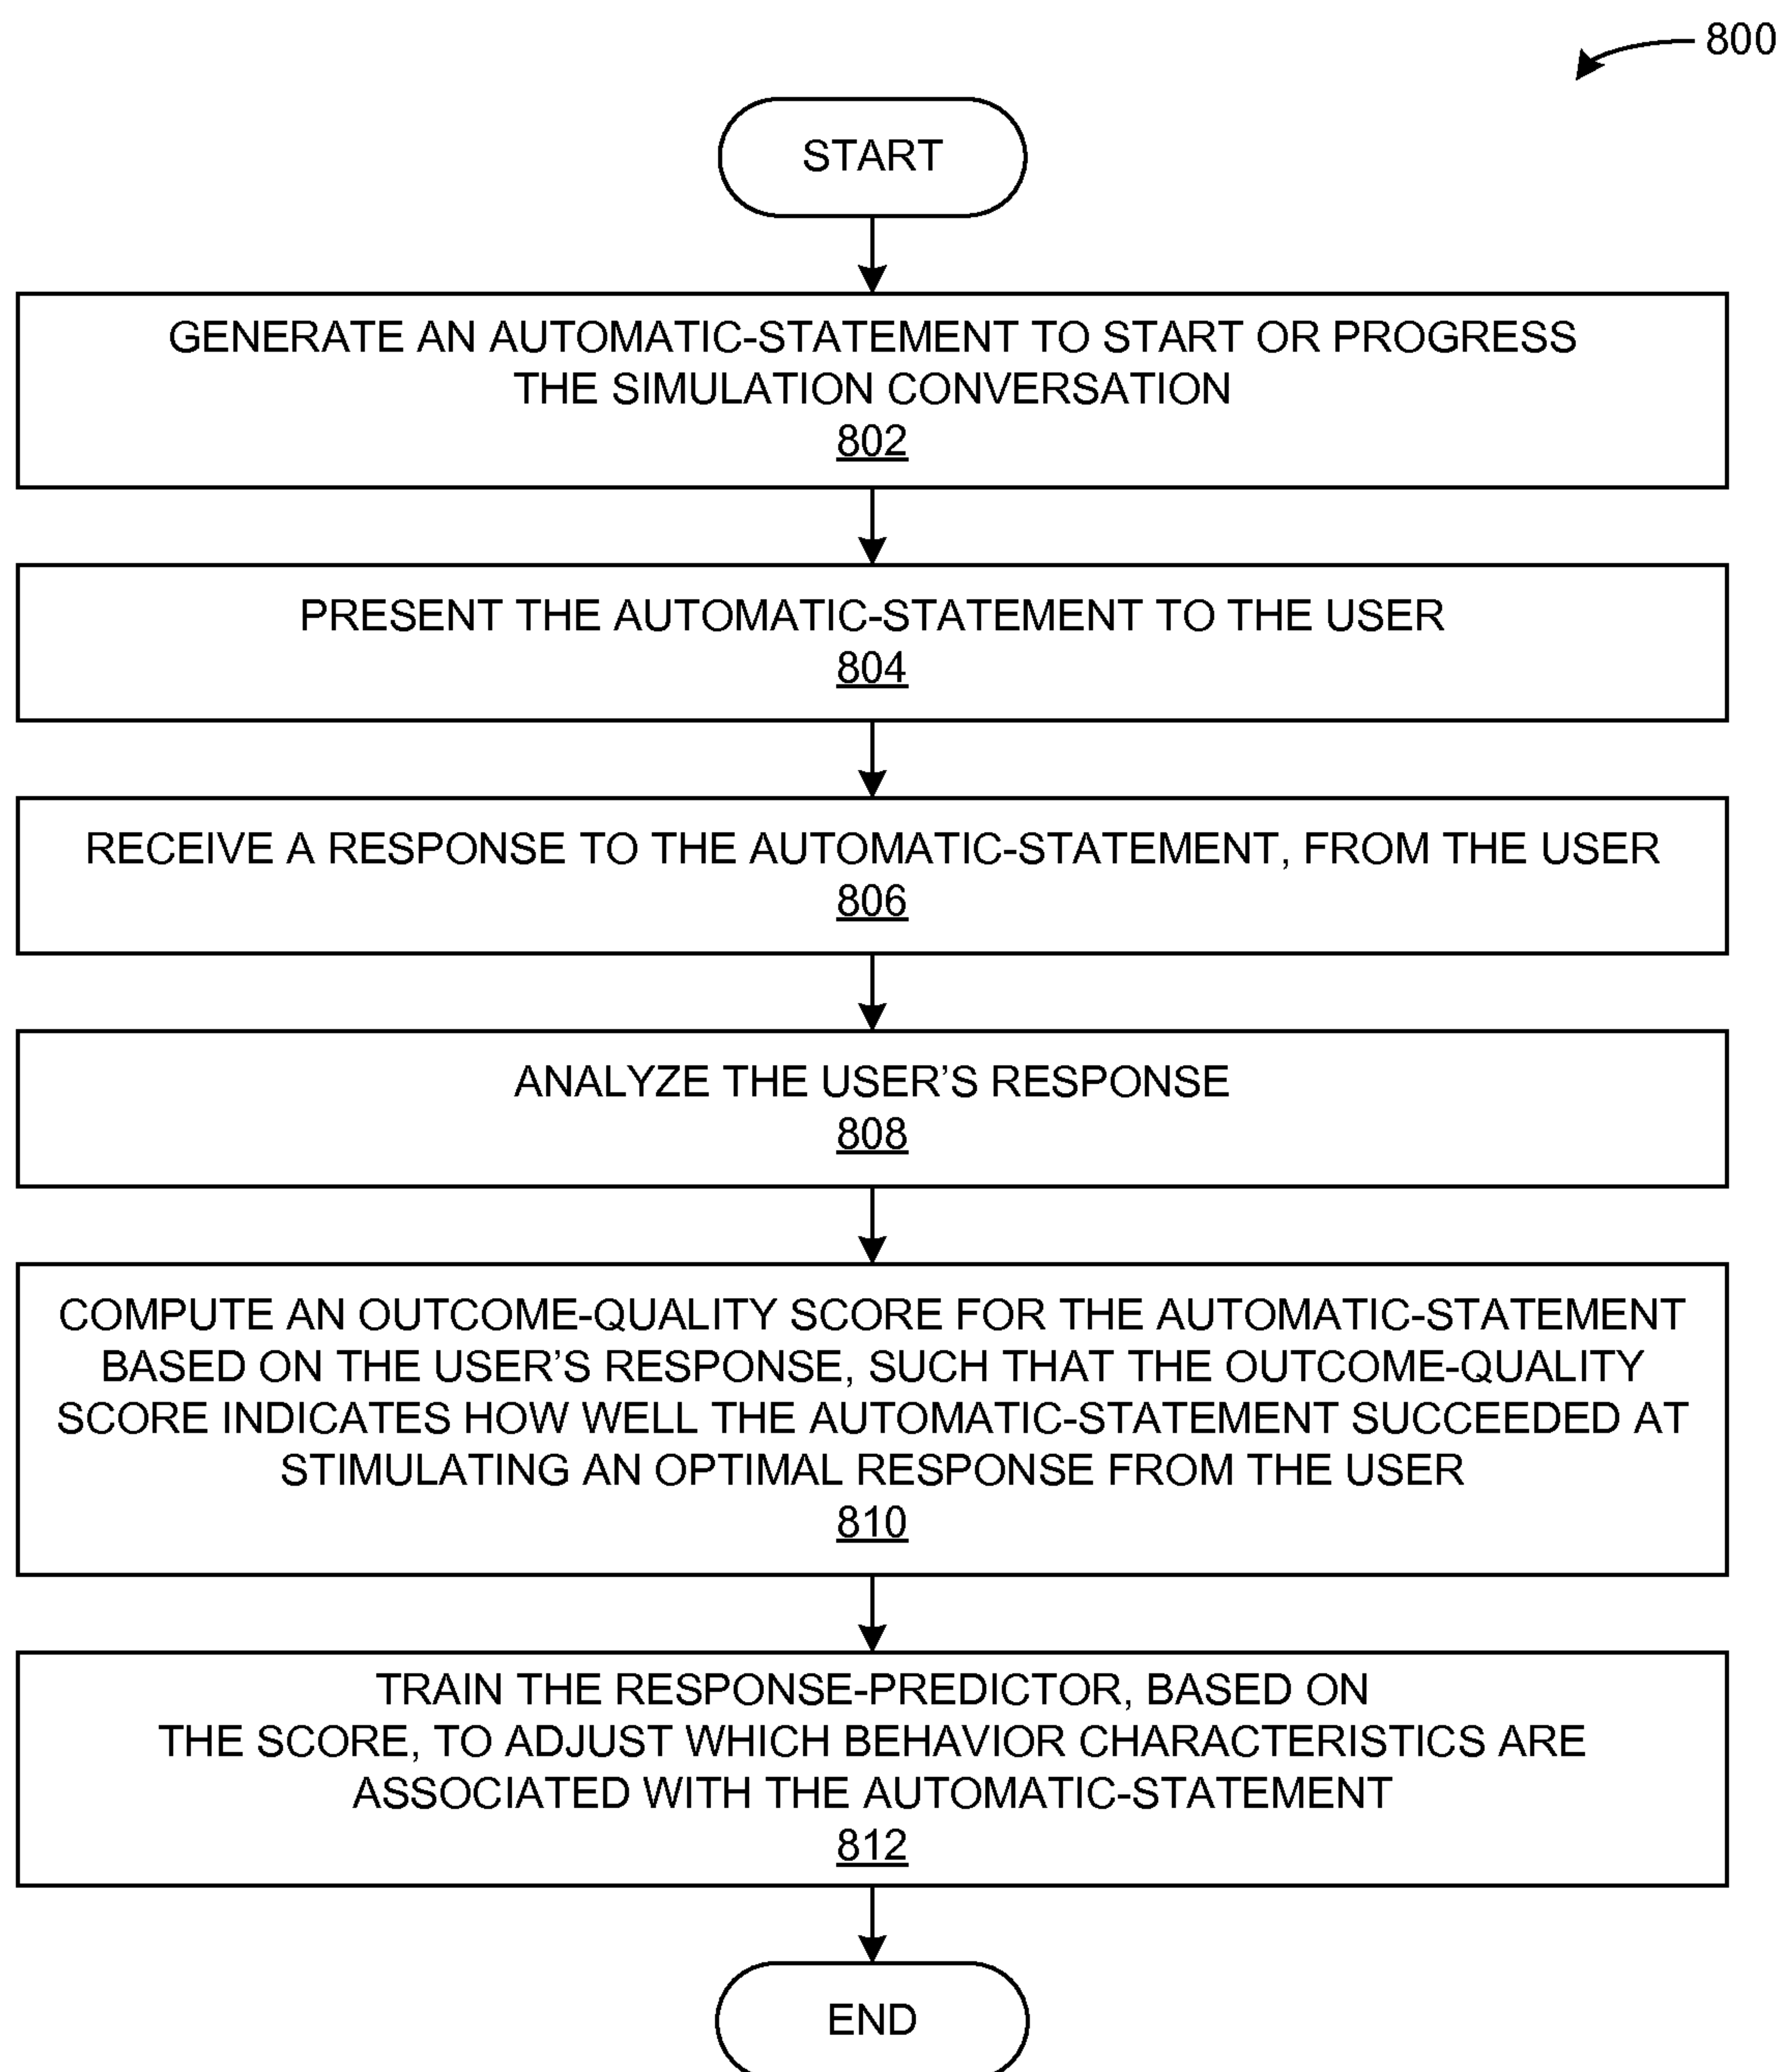 800
START
GENERATE AN AUTOMATIC-STATEMENT TO START OR PROGRESS
THE SIMULATION CONVERSATION
802
PRESENT THE AUTOMATIC-STATEMENT TO THE USER
804
RECEIVE A RESPONSE TO THE AUTOMATIC-STATEMENT, FROM THE USER
806
ANALYZE THE USER’S RESPONSE
808
COMPUTE AN OUTCOME-QUALITY SCORE FOR THE AUTOMATIC-STATEMENT
BASED ON THE USER’S RESPONSE, SUCH THAT THE OUTCOME-QUALITY
SCORE INDICATES HOW WELL THE AUTOMATIC-STATEMENT SUCCEEDED AT
STIMULATING AN OPTIMAL RESPONSE FROM THE USER
810
TRAIN THE RESPONSE-PREDICTOR, BASED ON
THE SCORE, TO ADJUST WHICH BEHAVIOR CHARACTERISTICS ARE
ASSOCIATED WITH THE AUTOMATIC-STATEMENT
812
END